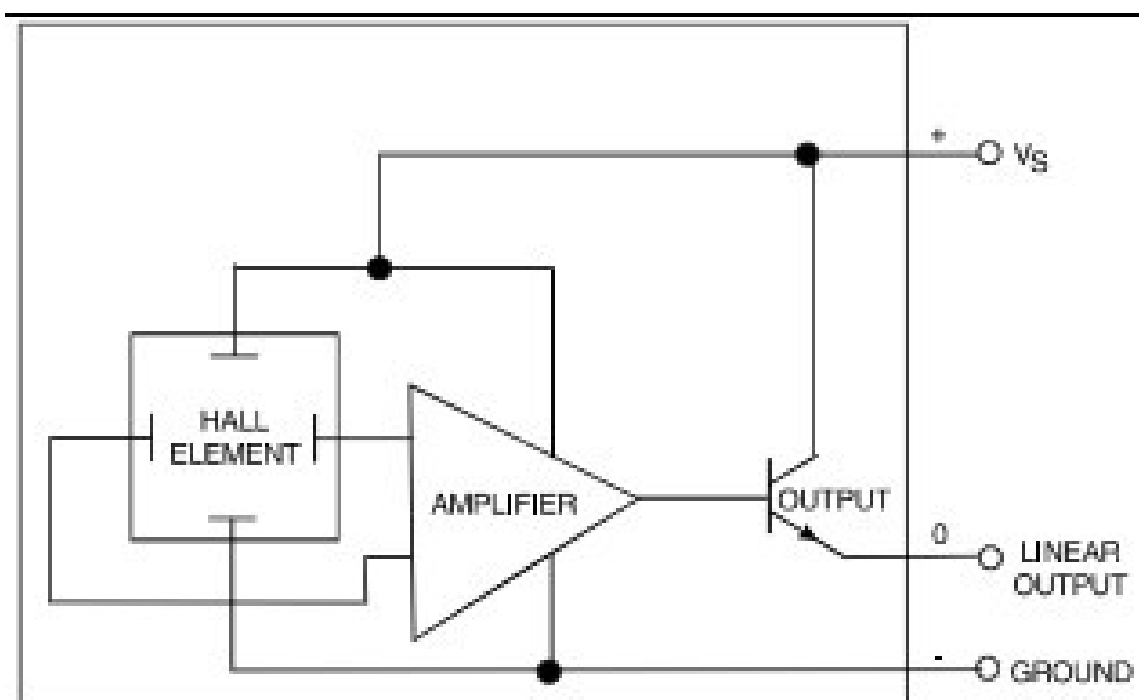 +
VS
HALL
ELEMENT
AMPLIFIER
OUTPUT
0
LINEAR
OUTPUT
-
GROUND